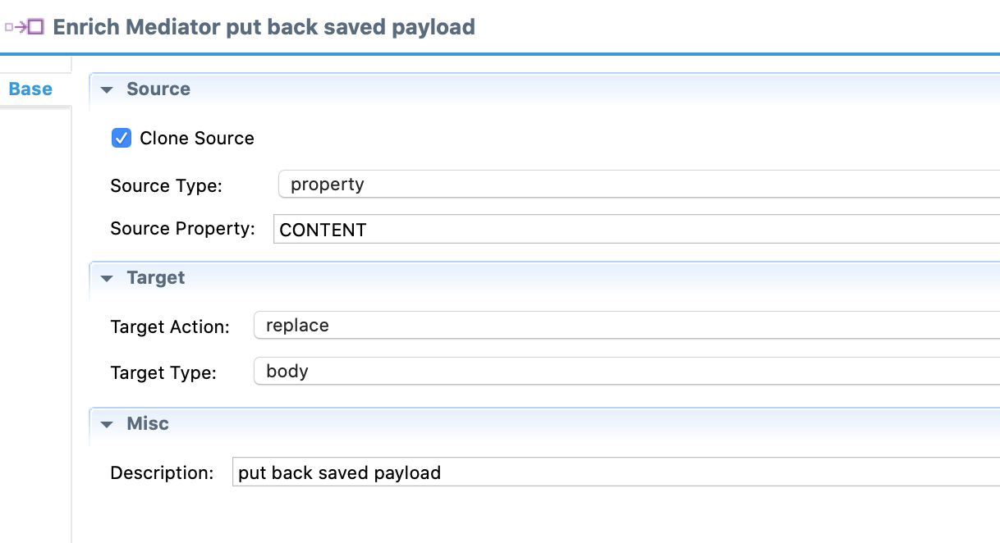 Enrich Mediator put back saved payload
Base
Source
Clone Source
Source Type: property
Source Property: CONTENT
Target
Target Action: replace
Target Type: body
Misc
Description: put back saved payload